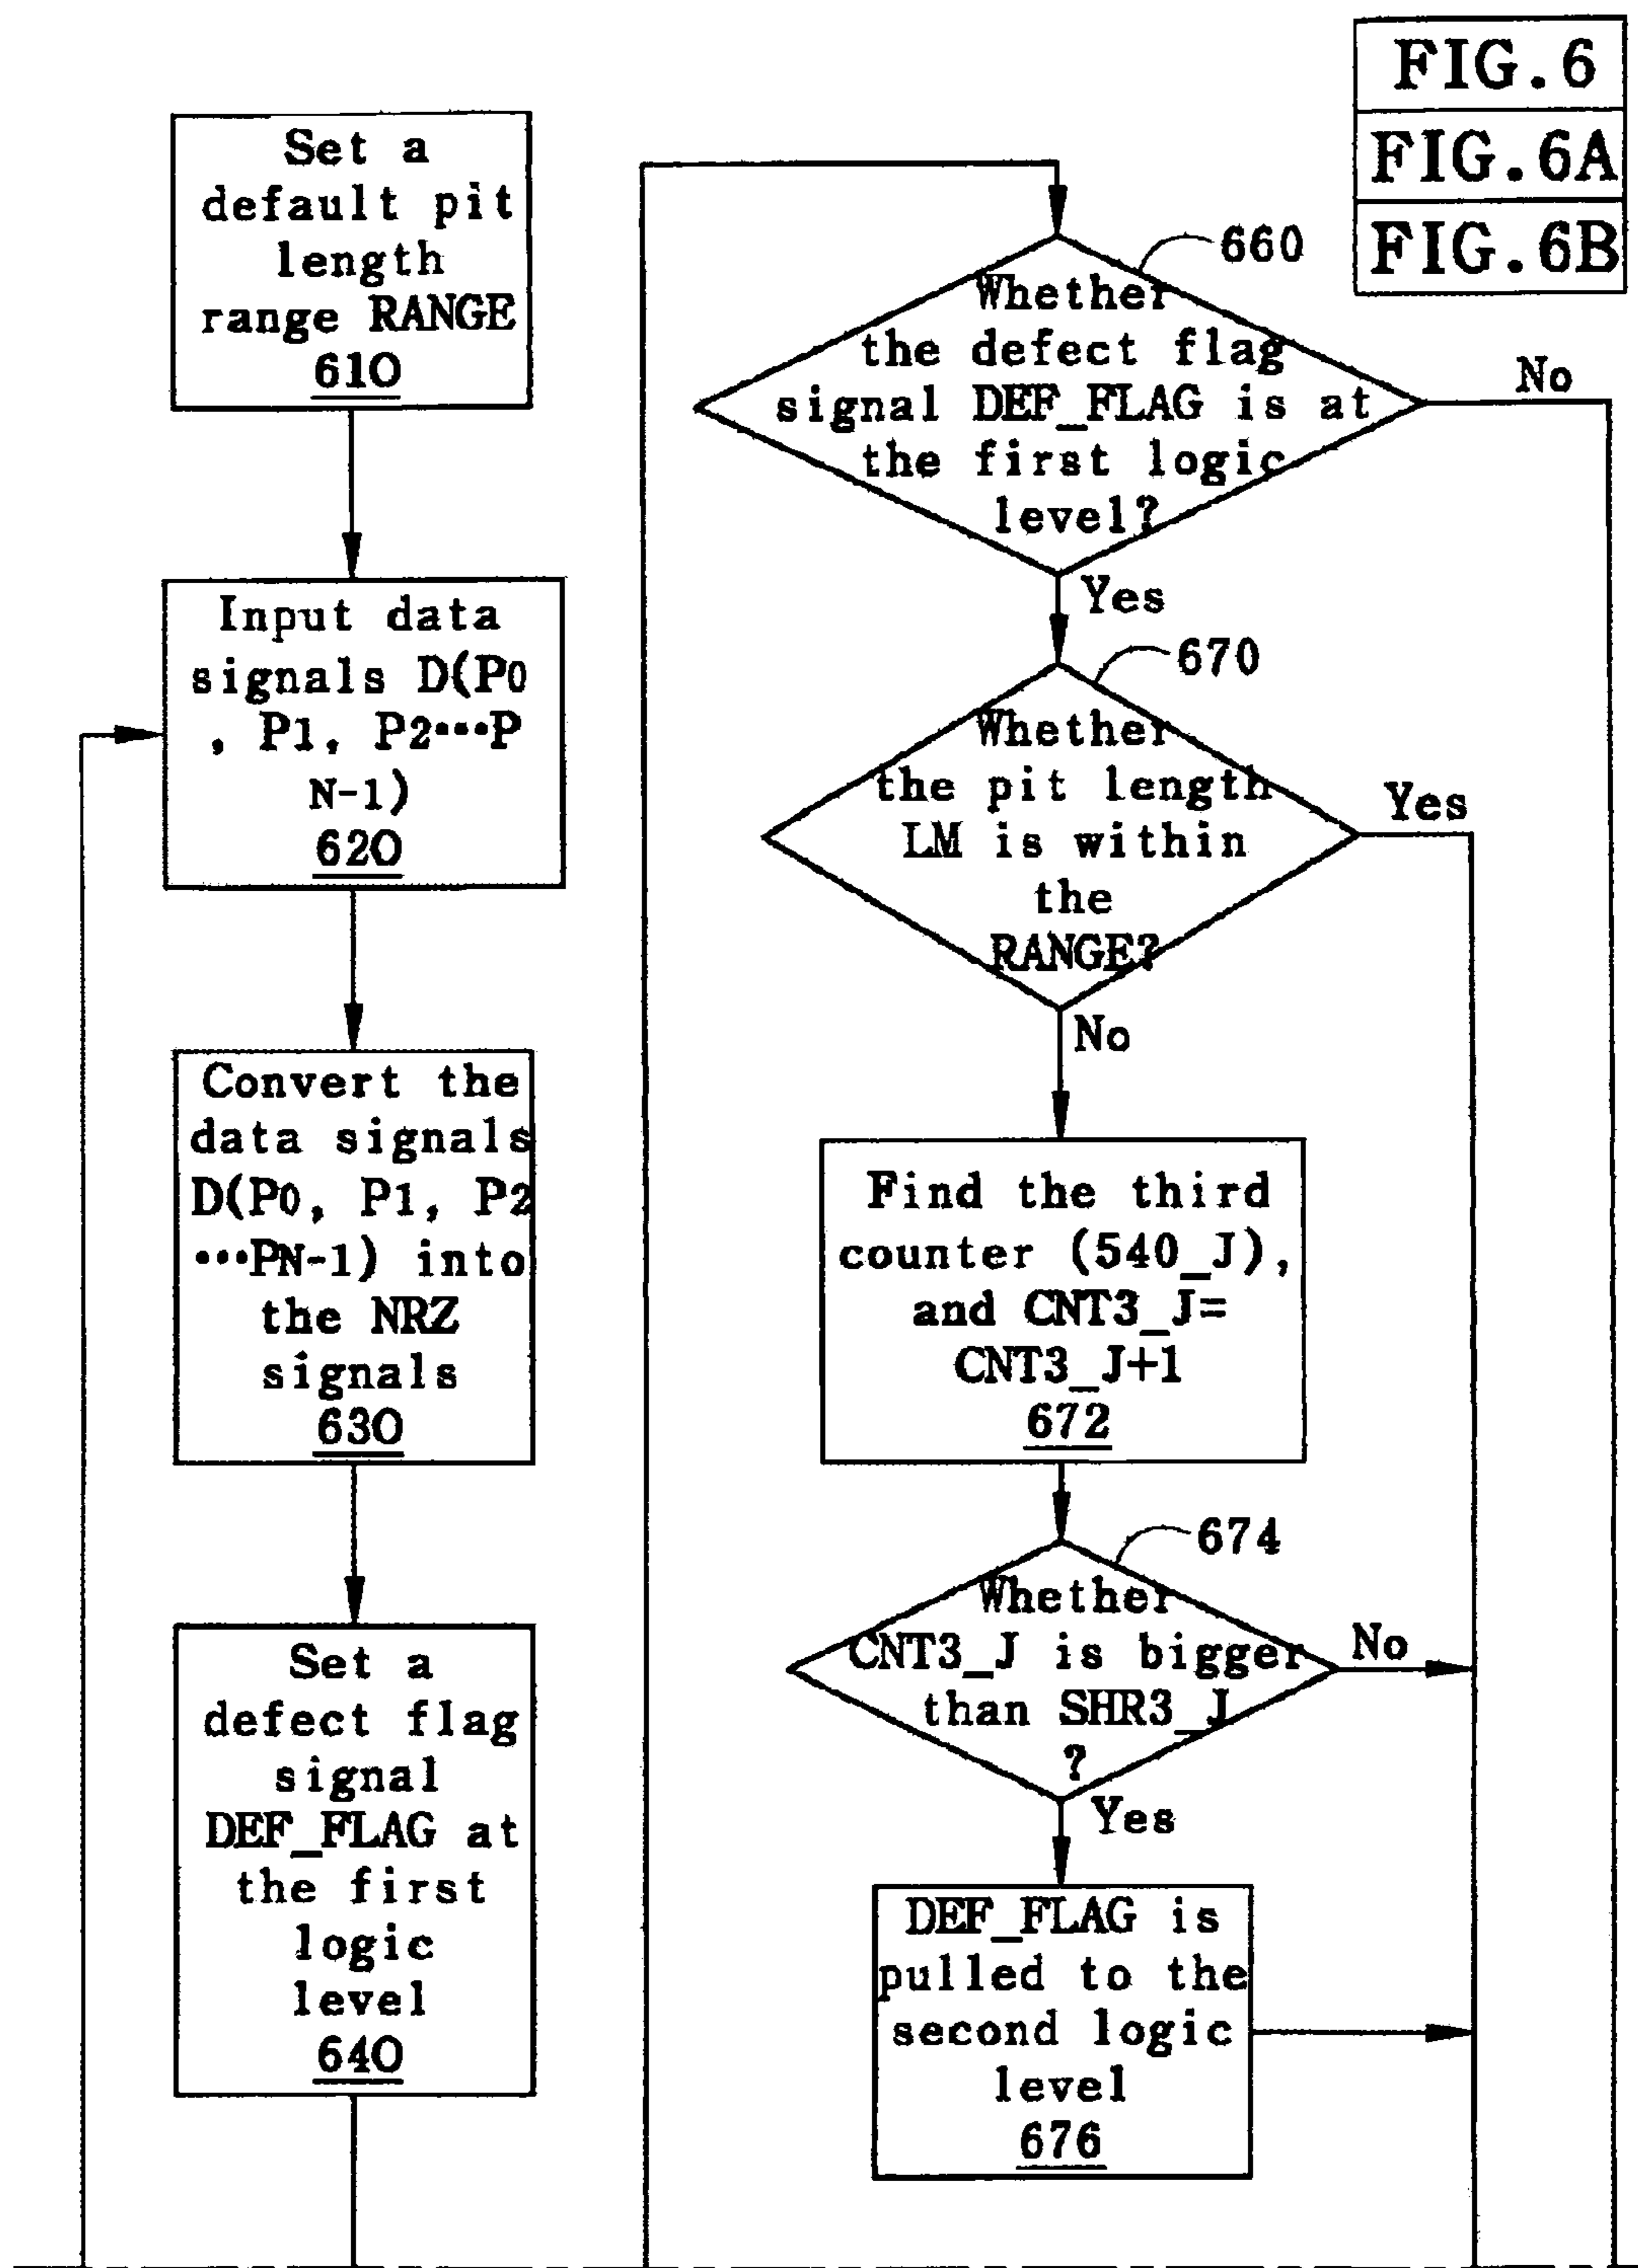 FIG.6
FIG.6A
FIG.6B
Set a
default pit
length
range RANGE
610
Input data
signals D(P0
, P1, P2···P
N-1)
620
Convert the
data signals
D(P0, P1, P2
···PN-1) into
the NRZ
signals
630
Set a
defect flag
signal
DEF_FLAG at
the first
logic
level
640
660
Whether
the defect flag
signal DEF_FLAG is at
the first logic
level?
No
Yes
670
Whether
the pit length
LM is within
the
RANGE?
Yes
No
Find the third
counter (540_J),
and CNT3_J=
CNT3_J+1
672
674
Whether
CNT3_J is bigger
than SHR3_J
?
No
Yes
DEF_FLAG is
pulled to the
second logic
level
676